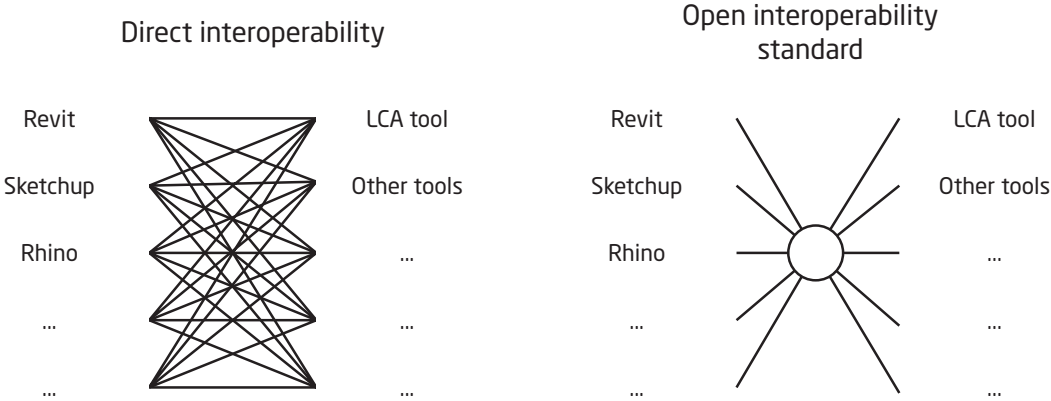 Direct interoperability
Revit
LCA tool
Sketchup
Other tools
Rhino
...
...
...
...
...
Open interoperability
standard
Revit
LCA tool
Sketchup
Other tools
Rhino
...
...
...
...
...